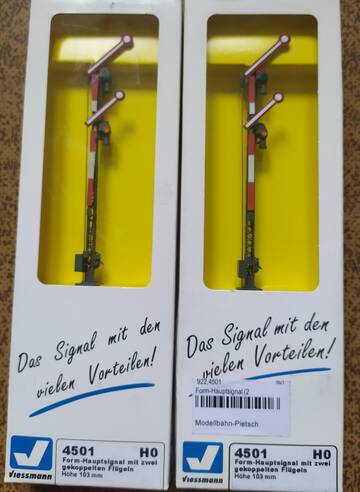 Das Signal mit den
vielen Vorteilen!
4501 H0
Form-Hauptsignal mit zwei
gekoppelten Flügeln
Höhe 103 mm
Viessmann
Das Signal mit den
vielen Vorteilen!
922.4501
Form-Hauptsignal (2
Modellbahn-Pietsch
4501 H0
Form-Hauptsignal mit zwei
gekoppelten Flügeln
Höhe 103 mm
Viessmann